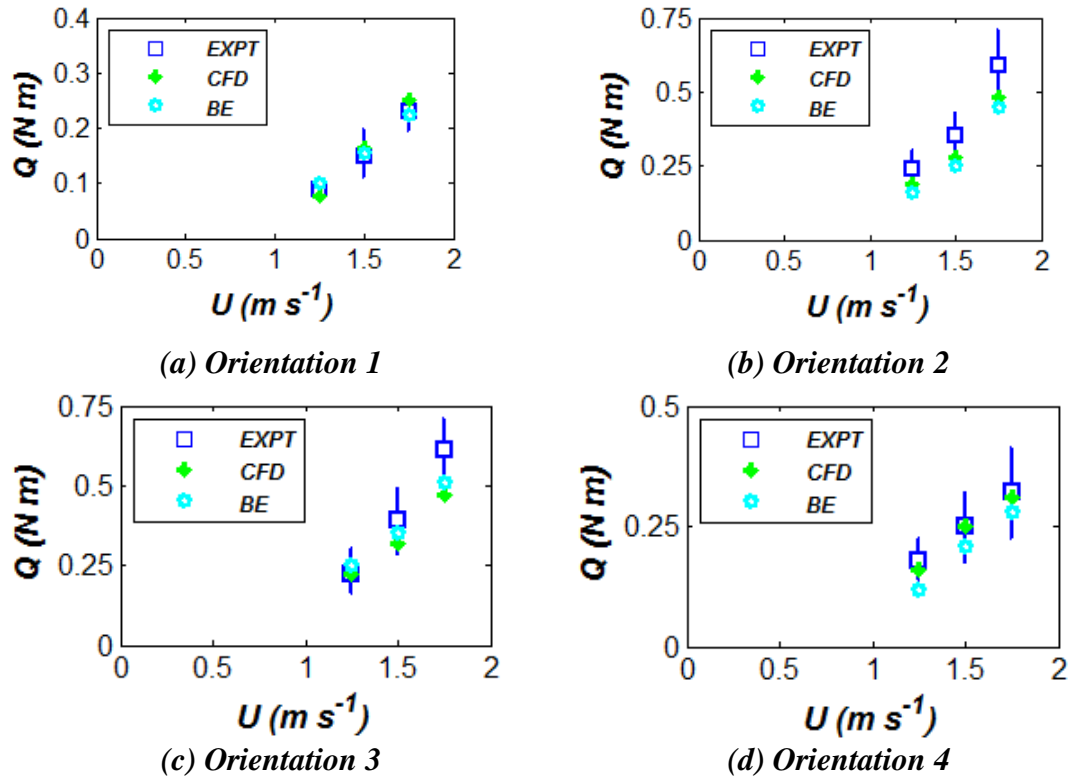 0.4
0.3
0.2
0.1
0
Q (N m)
EXPT
CFD
BE
0 0.5 1 1.5 2
U (m s-1)
(a) Orientation 1
0.75
0.5
0.25
0
Q (N m)
EXPT
CFD
BE
0 0.5 1 1.5 2
U (m s-1)
(b) Orientation 2
0.75
0.5
0.25
0
Q (N m)
EXPT
CFD
BE
0 0.5 1 1.5 2
U (m s-1)
(c) Orientation 3
0.5
0.25
0
Q (N m)
EXPT
CFD
BE
0 0.5 1 1.5 2
U (m s-1)
(d) Orientation 4